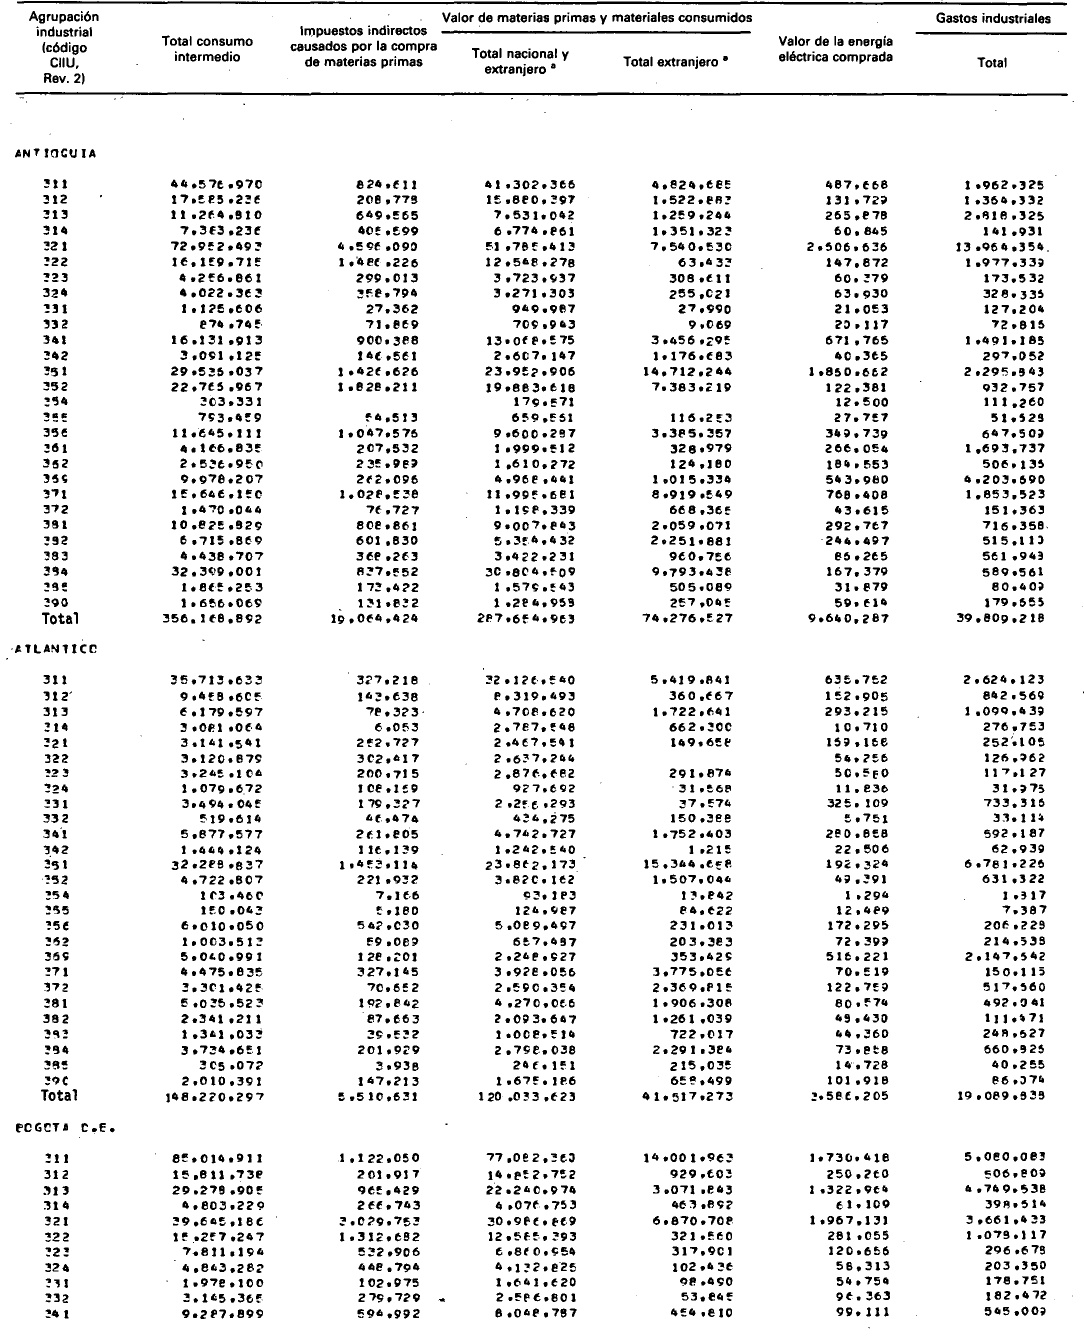 Agrupación industrial (código CIIU, Rev. 2) Total consumo intermedio Impuestos indirectos causados por la compra de materias primas Valor de materias primas y materiales consumidos Total nacional y extranjero ª Total extranjero ª Valor de la energía eléctrica comprada Gastos industriales Total
ANTIOQUIA
311 44.576.970 824.611 41.302.366 4.824.685 487.668 1.962.325
312 17.585.236 208.778 15.880.397 1.522.883 131.729 1.364.332
313 11.264.810 649.565 7.531.042 1.259.244 265.878 2.818.325
314 7.383.236 405.599 6.774.861 1.351.323 60.845 141.931
321 72.952.493 4.596.090 51.785.413 7.540.530 2.506.636 13.964.354
322 16.159.715 1.486.226 12.548.278 63.433 147.872 1.977.339
323 4.256.861 299.013 3.723.937 308.611 60.379 173.532
324 4.022.363 358.794 3.271.303 255.021 63.930 328.335
331 1.125.606 27.362 949.987 27.990 21.053 127.204
332 874.745 71.869 709.943 9.069 20.117 72.815
341 16.131.913 900.388 13.068.575 3.456.295 671.765 1.491.185
342 3.091.125 146.561 2.607.147 1.176.683 40.365 297.052
351 29.536.037 1.426.626 23.952.906 14.712.244 1.850.662 2.295.843
352 22.765.967 1.828.211 19.883.618 7.383.219 122.381 932.757
354 303.331 179.571 12.500 111.260
355 793.459 54.513 659.551 116.253 27.757 51.528
356 11.645.111 1.047.576 9.600.287 3.385.357 349.739 647.509
361 4.166.835 207.532 1.999.512 328.979 266.054 1.693.737
362 2.536.950 235.989 1.610.272 124.180 184.553 506.135
369 9.978.207 262.096 4.968.441 1.015.334 543.980 4.203.690
371 15.646.150 1.028.538 11.995.681 8.919.549 768.408 1.853.523
372 1.470.044 76.727 1.198.339 668.365 43.615 151.363
381 10.825.829 808.861 9.007.843 2.059.071 292.767 716.358
382 6.715.869 601.830 5.354.432 2.251.881 244.497 515.110
383 4.438.707 368.263 3.422.231 960.756 86.265 561.943
384 32.399.001 837.552 30.804.509 9.793.438 167.379 589.561
385 1.865.253 173.422 1.579.543 505.089 31.879 80.409
390 1.656.069 131.832 1.284.958 257.045 59.614 179.655
Total 356.168.892 19.064.424 287.654.963 74.276.527 9.640.287 39.809.218
ATLANTICO
311 35.713.633 327.218 32.126.540 5.419.841 635.752 2.624.123
312 9.458.605 143.638 8.319.493 360.667 152.905 842.569
313 6.179.597 78.323 4.708.620 1.722.641 293.215 1.099.439
314 3.081.064 6.053 2.787.548 662.300 10.710 276.753
321 3.141.541 262.727 2.467.541 149.658 159.168 252.105
322 3.120.879 302.417 2.637.244 54.256 126.962
323 3.245.104 200.715 2.876.682 291.874 50.580 117.127
324 1.079.672 108.159 927.692 31.568 11.836 31.975
331 3.494.045 179.327 2.256.293 37.574 325.109 733.316
332 519.614 46.474 434.275 150.388 5.751 33.114
341 5.877.577 261.805 4.742.727 1.752.403 280.858 592.187
342 1.444.124 116.139 1.242.540 1.215 22.506 62.939
351 32.288.837 1.453.114 23.862.173 15.344.658 192.324 6.781.226
352 4.722.807 221.932 3.820.162 1.507.044 49.391 631.322
354 103.460 7.166 93.183 13.842 1.294 1.317
355 150.043 5.180 124.987 84.622 12.489 7.387
356 6.010.050 542.030 5.089.497 231.013 172.295 206.228
362 1.003.513 59.089 657.487 203.383 72.399 214.538
369 5.040.991 128.201 2.248.927 353.429 516.221 2.147.642
371 4.475.835 327.145 3.928.056 3.775.056 70.519 150.115
372 3.301.425 70.652 2.590.354 2.369.815 122.759 517.560
381 5.035.523 192.842 4.270.066 1.906.308 80.574 492.041
382 2.341.211 87.663 2.093.647 1.261.039 48.430 111.471
383 1.341.033 39.532 1.008.514 722.017 44.360 248.527
384 3.734.651 201.929 2.798.038 2.291.384 73.858 660.825
385 305.072 3.938 246.151 215.035 14.728 40.255
390 2.010.391 147.213 1.675.186 658.499 101.918 86.074
Total 148.220.297 5.510.631 120.033.623 41.517.273 3.586.205 19.089.838
BOGOTA D.E.
311 85.014.911 1.122.050 77.082.363 14.001.963 1.730.418 5.080.083
312 15.811.738 201.917 14.852.752 929.603 250.260 506.809
313 29.278.905 965.429 22.240.974 3.071.843 1.322.964 4.749.538
314 4.803.229 266.743 4.076.753 463.892 61.109 398.514
321 39.645.186 3.029.753 30.986.869 6.870.708 1.967.131 3.661.433
322 15.257.247 1.312.682 12.585.393 321.560 281.055 1.078.117
323 7.811.194 532.906 6.860.954 317.901 120.656 296.678
324 4.843.282 448.794 4.132.825 102.436 58.313 203.350
331 1.978.100 102.975 1.641.620 98.490 54.754 178.751
332 3.145.365 279.729 2.586.801 53.845 96.363 182.472
341 9.287.899 594.992 8.048.787 454.810 99.111 545.009